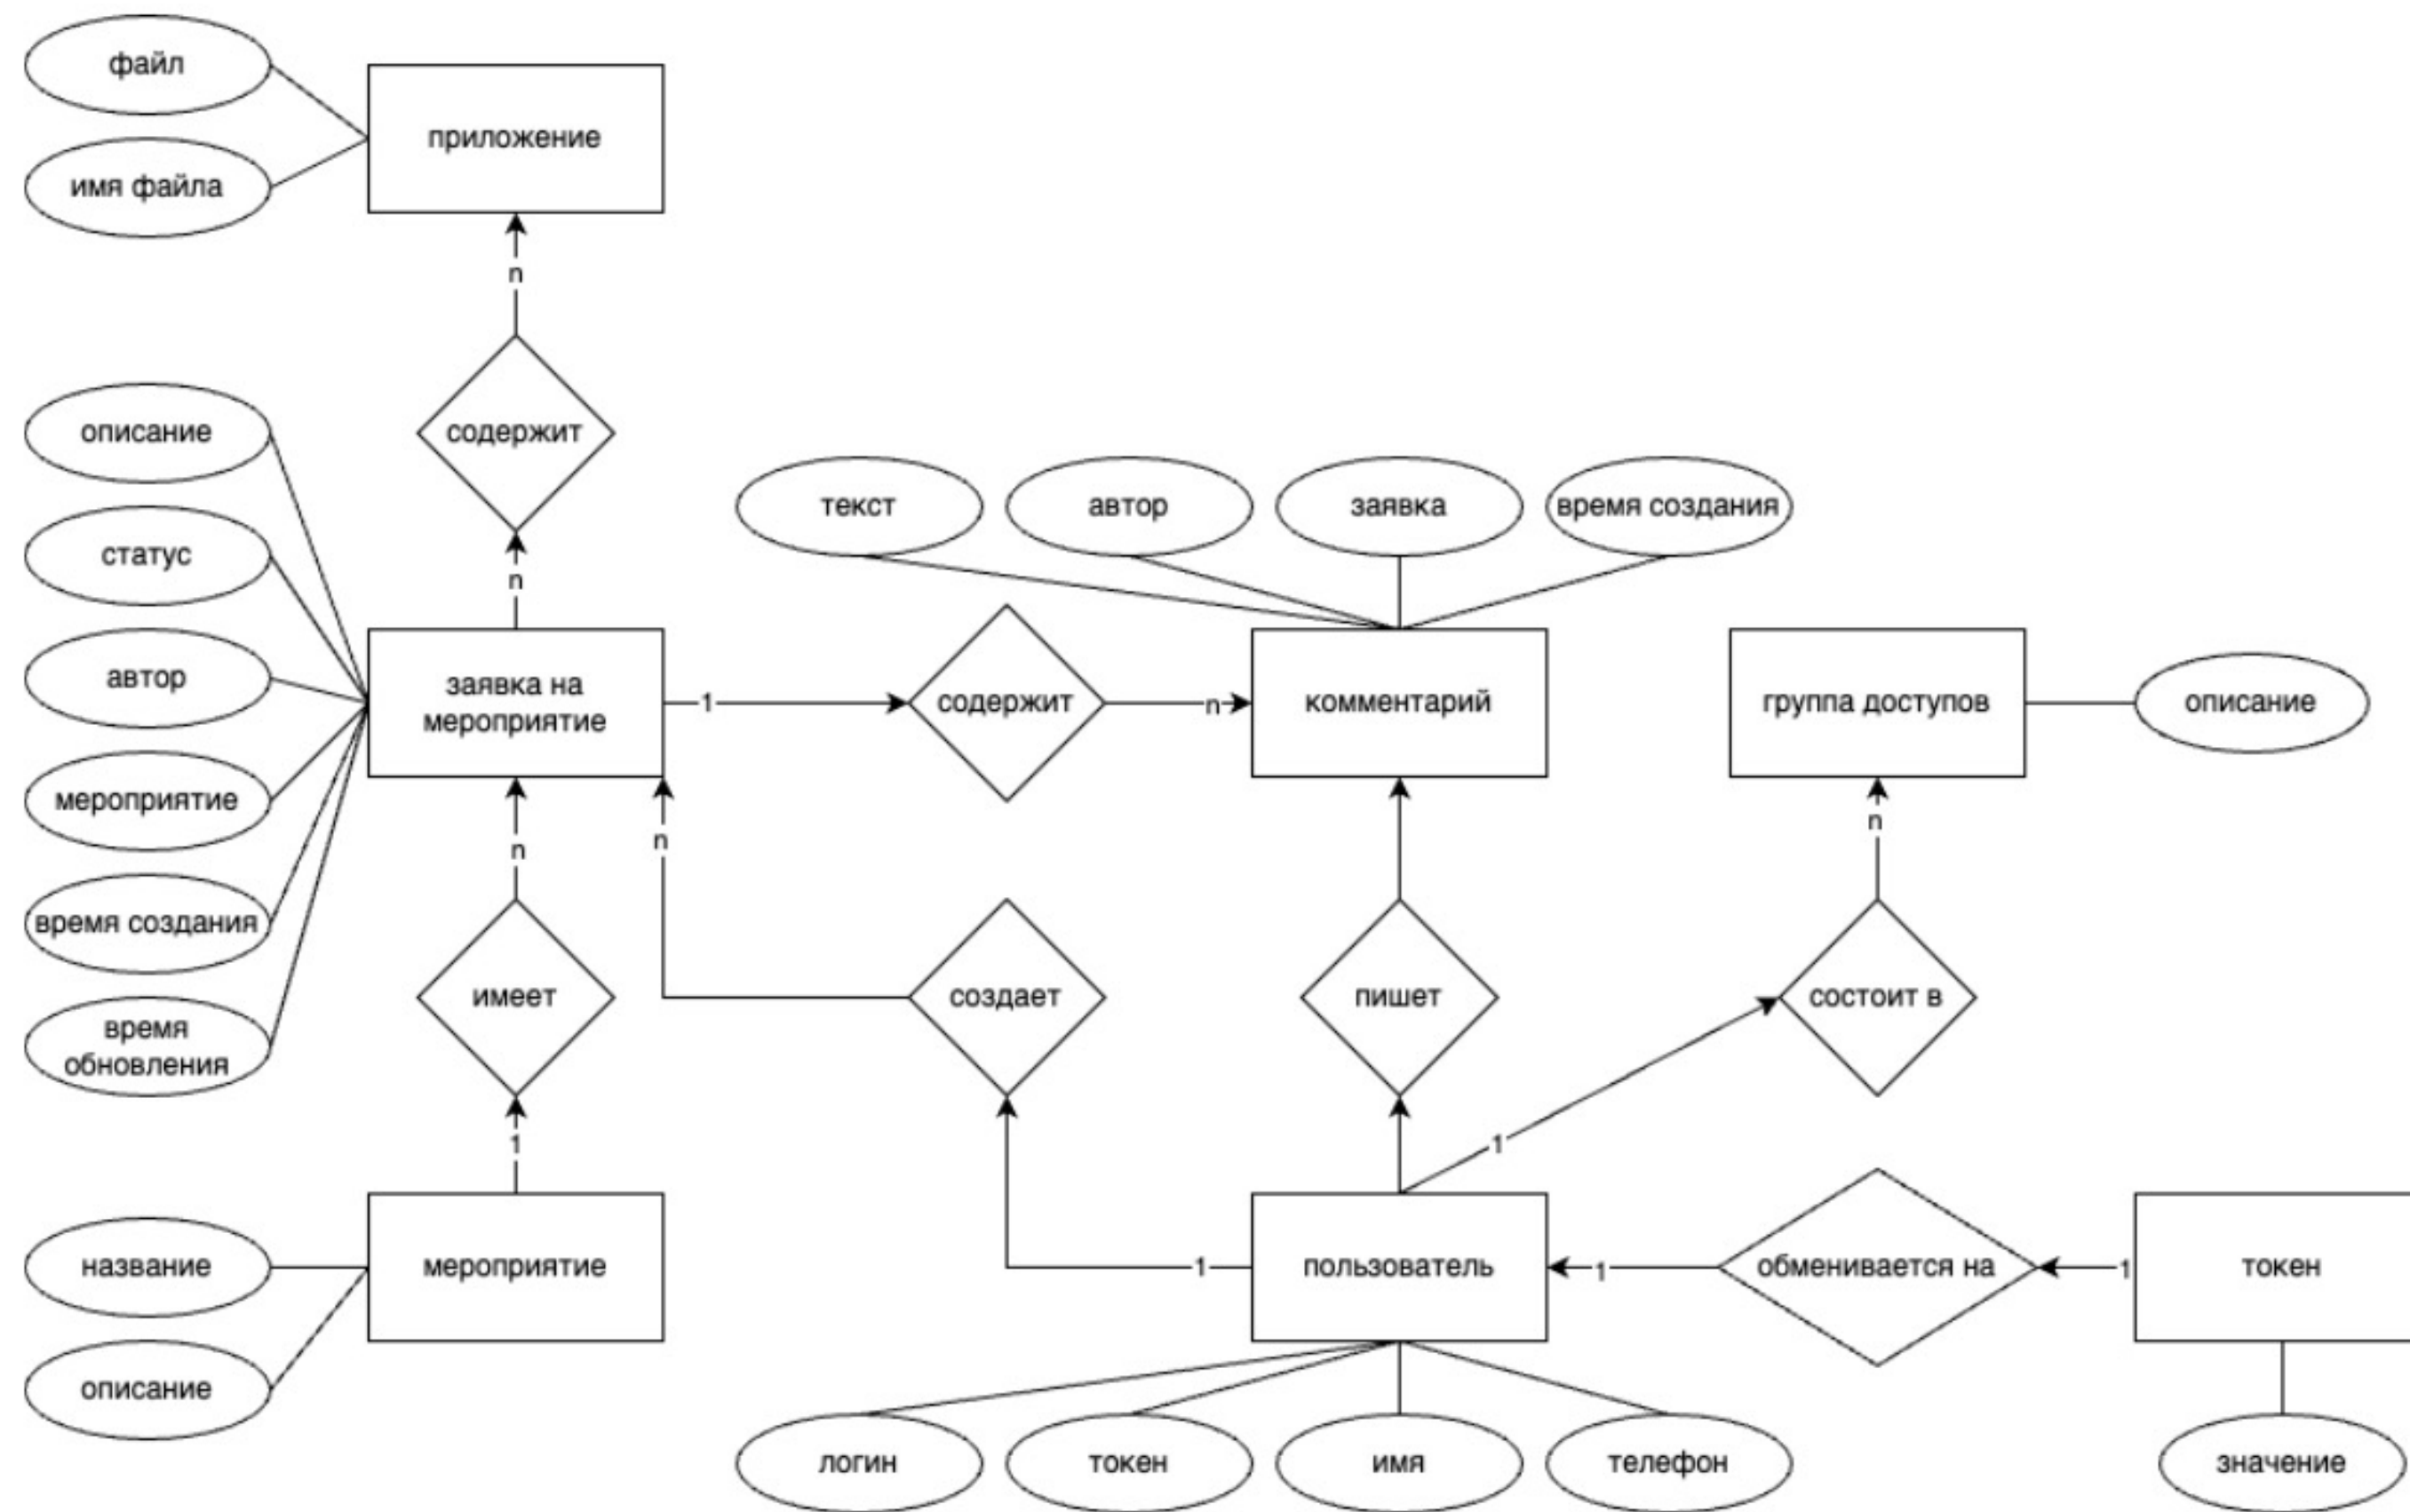 файл
приложение
имя файла
n
содержит
описание
n
статус
текст
автор
заявка
время создания
автор
заявка на
мероприятие
1
содержит
n
комментарий
группа доступов
описание
мероприятие
n
n
n
время создания
имеет
создает
пишет
состоит в
время
обновления
1
1
название
мероприятие
1
пользователь
1
обменивается на
1
токен
описание
логин
токен
имя
телефон
значение